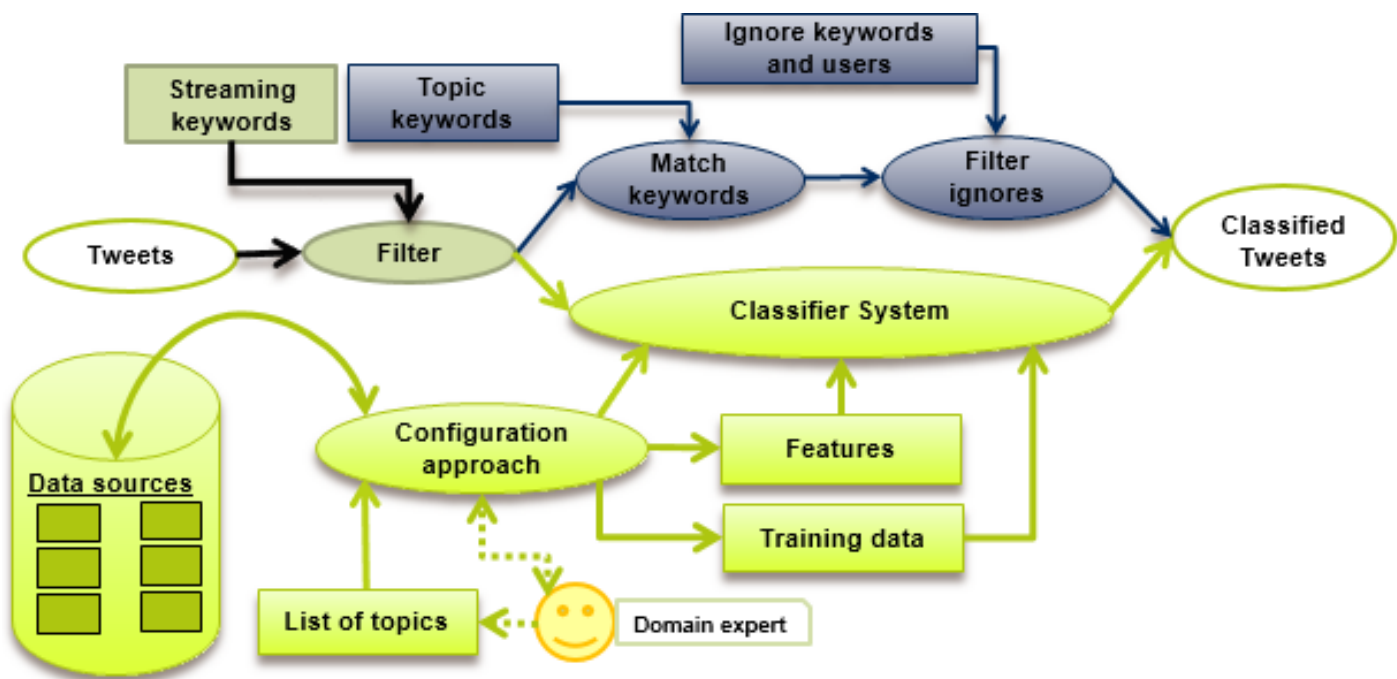 Ignore keywords
and users
Streaming
keywords
Topic
keywords
Match
keywords
Filter
ignores
Classified
Tweets
Tweets
Filter
Classifier System
Configuration
approach
Features
Data sources
Training data
List of topics
Domain expert